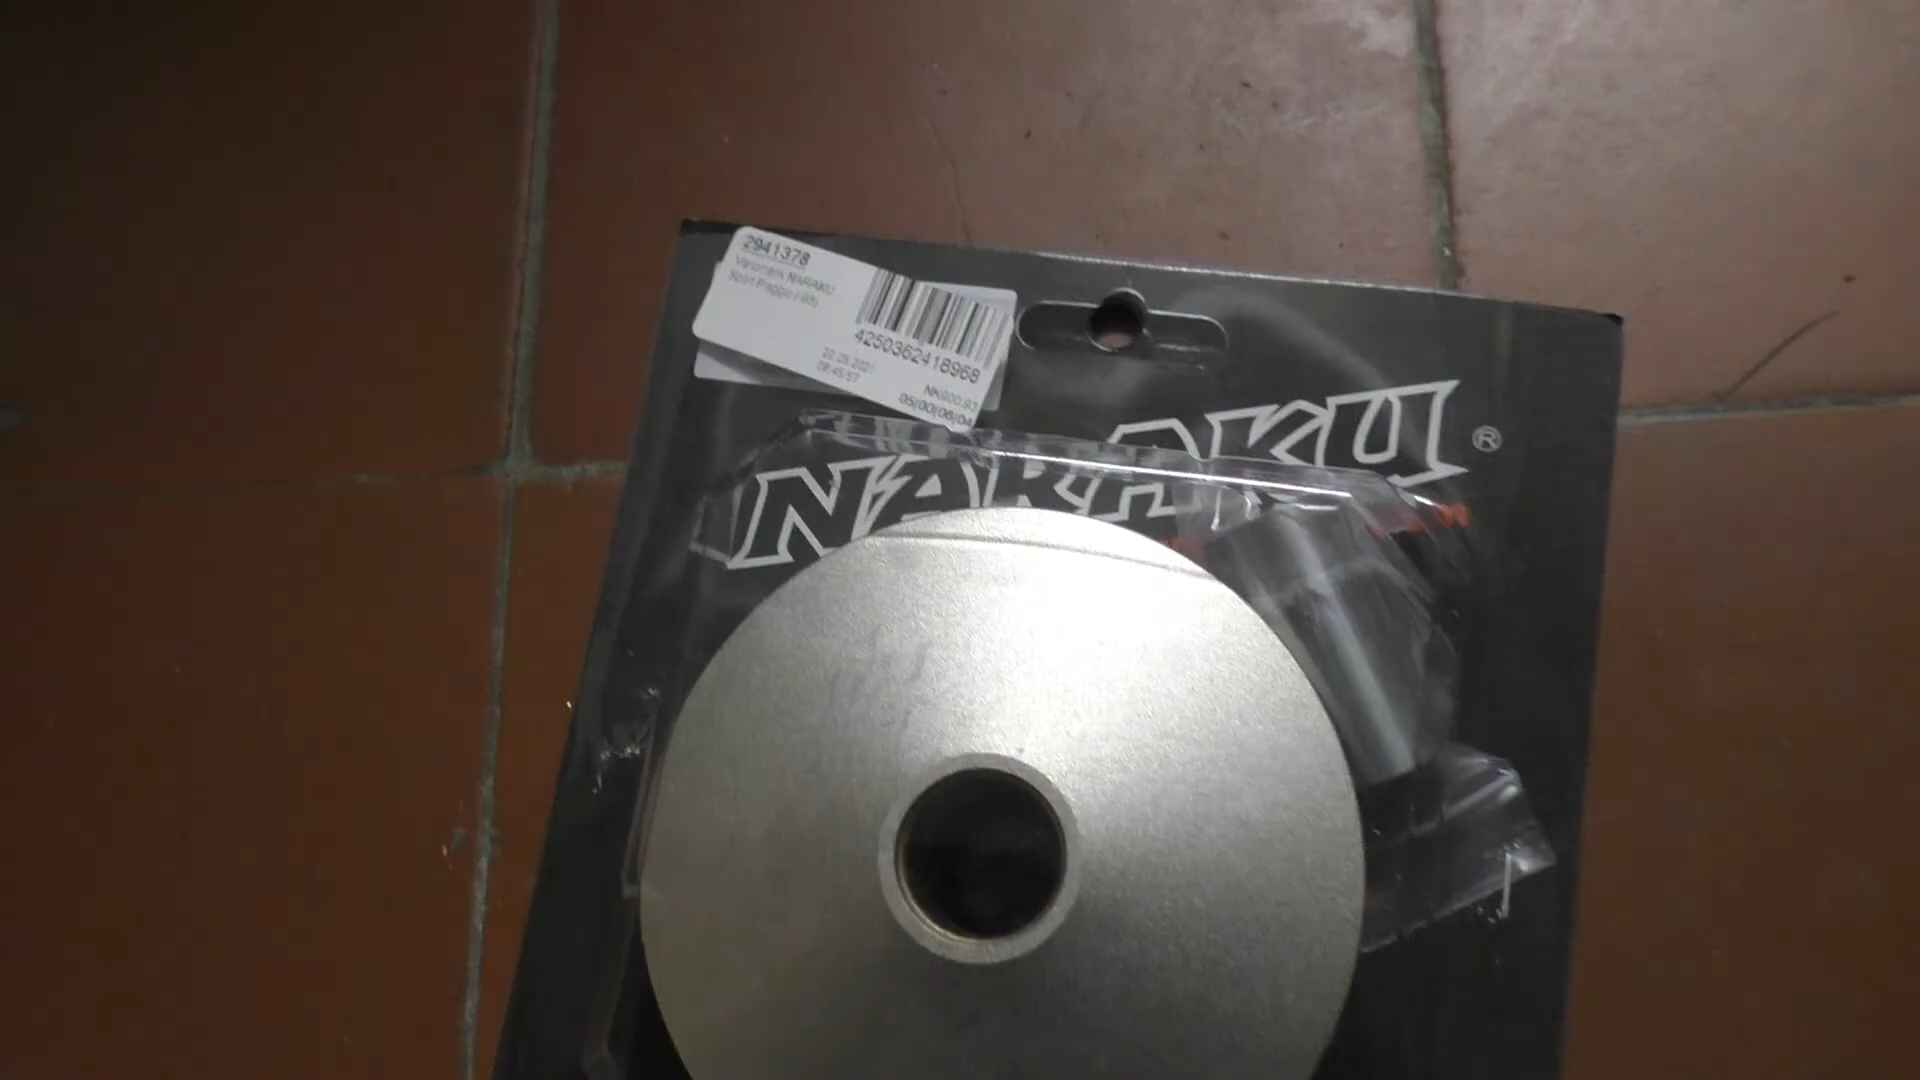 2941378
Variomatik NARAKU
Sport Piaggio (-98)
4250362418968
20.05.2021
08:45:57
NK900.93
05/00/06/04
NARAKU®